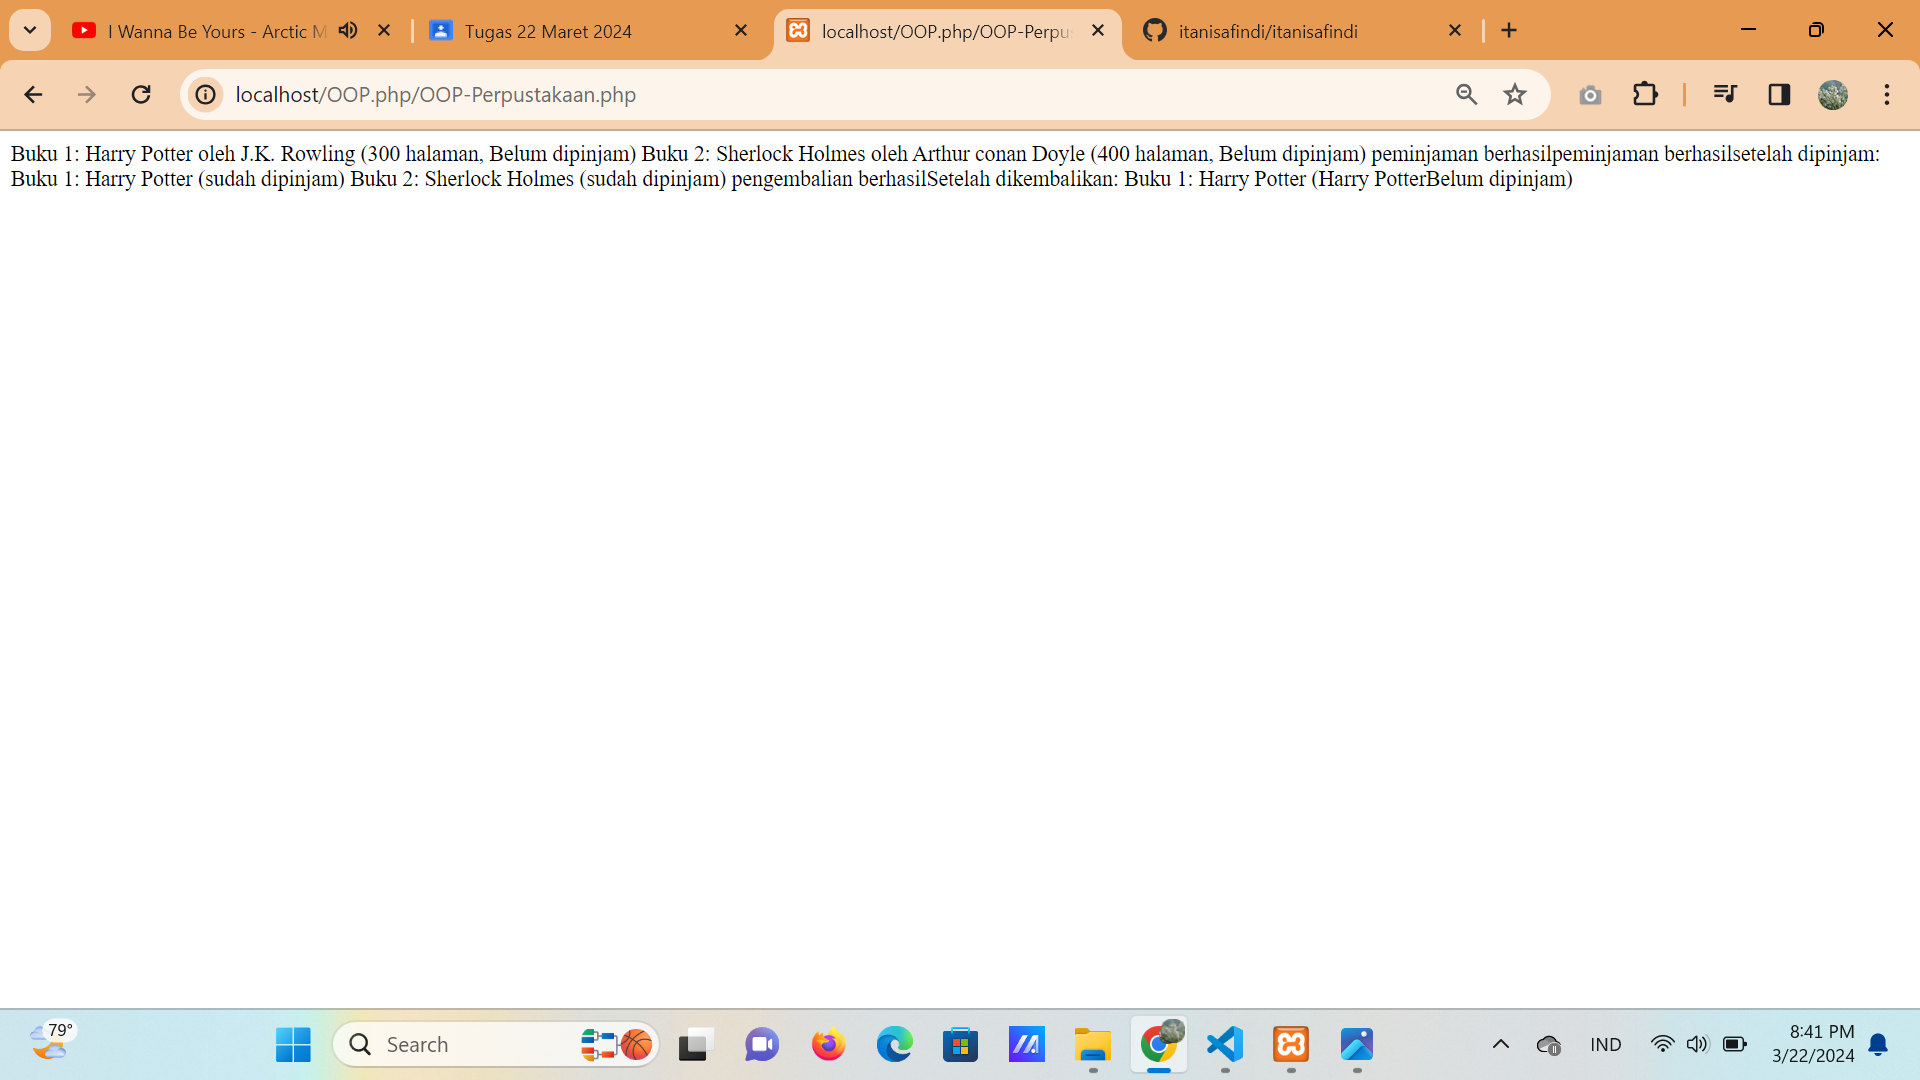 I Wanna Be Yours - Arctic M
Tugas 22 Maret 2024
localhost/OOP.php/OOP-Perpus
itanisafindi/itanisafindi
localhost/OOP.php/OOP-Perpustakaan.php
Buku 1: Harry Potter oleh J.K. Rowling (300 halaman, Belum dipinjam) Buku 2: Sherlock Holmes oleh Arthur conan Doyle (400 halaman, Belum dipinjam) peminjaman berhasilpeminjaman berhasilsetelah dipinjam:
Buku 1: Harry Potter (sudah dipinjam) Buku 2: Sherlock Holmes (sudah dipinjam) pengembalian berhasilSetelah dikembalikan: Buku 1: Harry Potter (Harry PotterBelum dipinjam)
79°
Search
IND
8:41 PM
3/22/2024